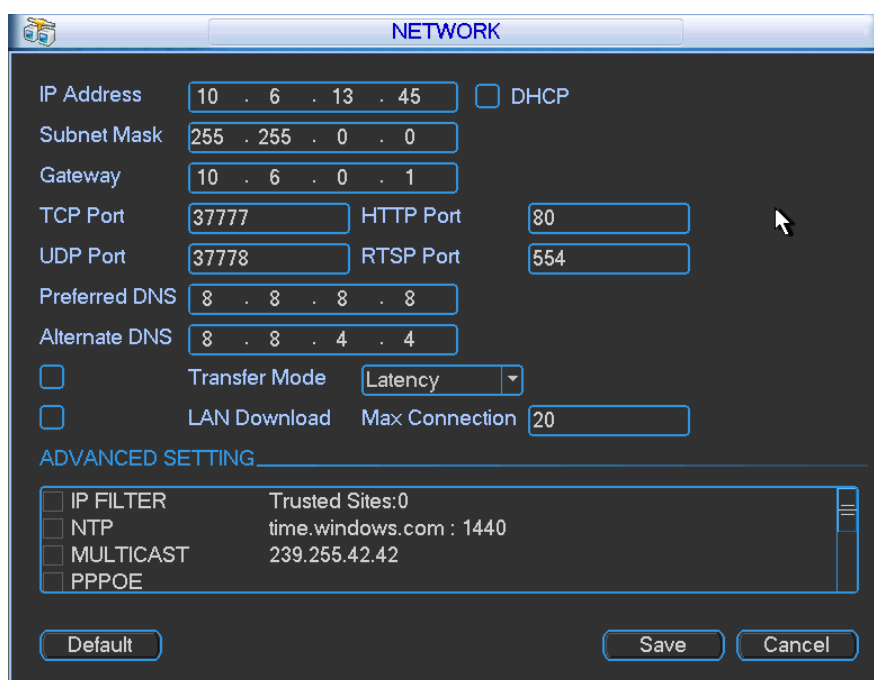 NETWORK
IP Address 10 . 6 . 13 . 45 DHCP
Subnet Mask 255 . 255 . 0 . 0
Gateway 10 . 6 . 0 . 1
TCP Port 37777 HTTP Port 80
UDP Port 37778 RTSP Port 554
Preferred DNS 8 . 8 . 8 . 8
Alternate DNS 8 . 8 . 4 . 4
Transfer Mode Latency
LAN Download Max Connection 20
ADVANCED SETTING
IP FILTER Trusted Sites:0
NTP time.windows.com : 1440
MULTICAST 239.255.42.42
PPPOE
Default Save Cancel